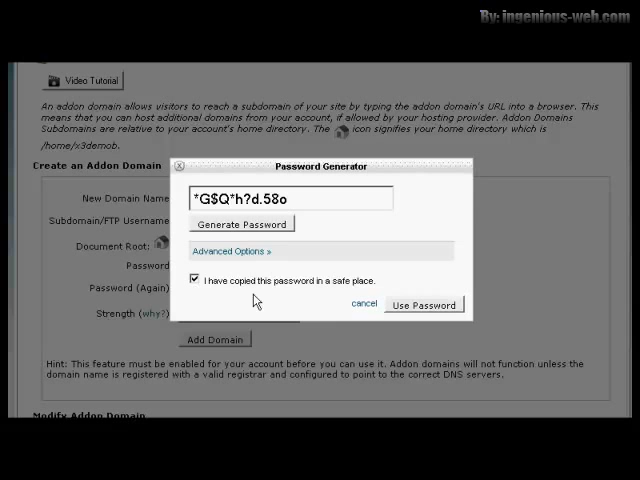 By: ingenious-web.com
Video Tutorial
An addon domain allows visitors to reach a subdomain of your site by typing the addon domain's URL into a browser. This
means that you can host additional domains from your account, if allowed by your hosting provider. Addon Domains
Subdomains are relative to your account's home directory. The icon signifies your home directory which is
/home/x3demob.
Create an Addon Domain
Password Generator
New Domain Name
*G$Q*h?d.58o
Subdomain/FTP Username
Generate Password
Document Root:
Advanced Options »
Password
I have copied this password in a safe place.
Password (Again)
cancel Use Password
Strength (why?)
Add Domain
Hint: This feature must be enabled for your account before you can use it. Addon domains will not function unless the
domain name is registered with a valid registrar and configured to point to the correct DNS servers.
Modify Addon Domain